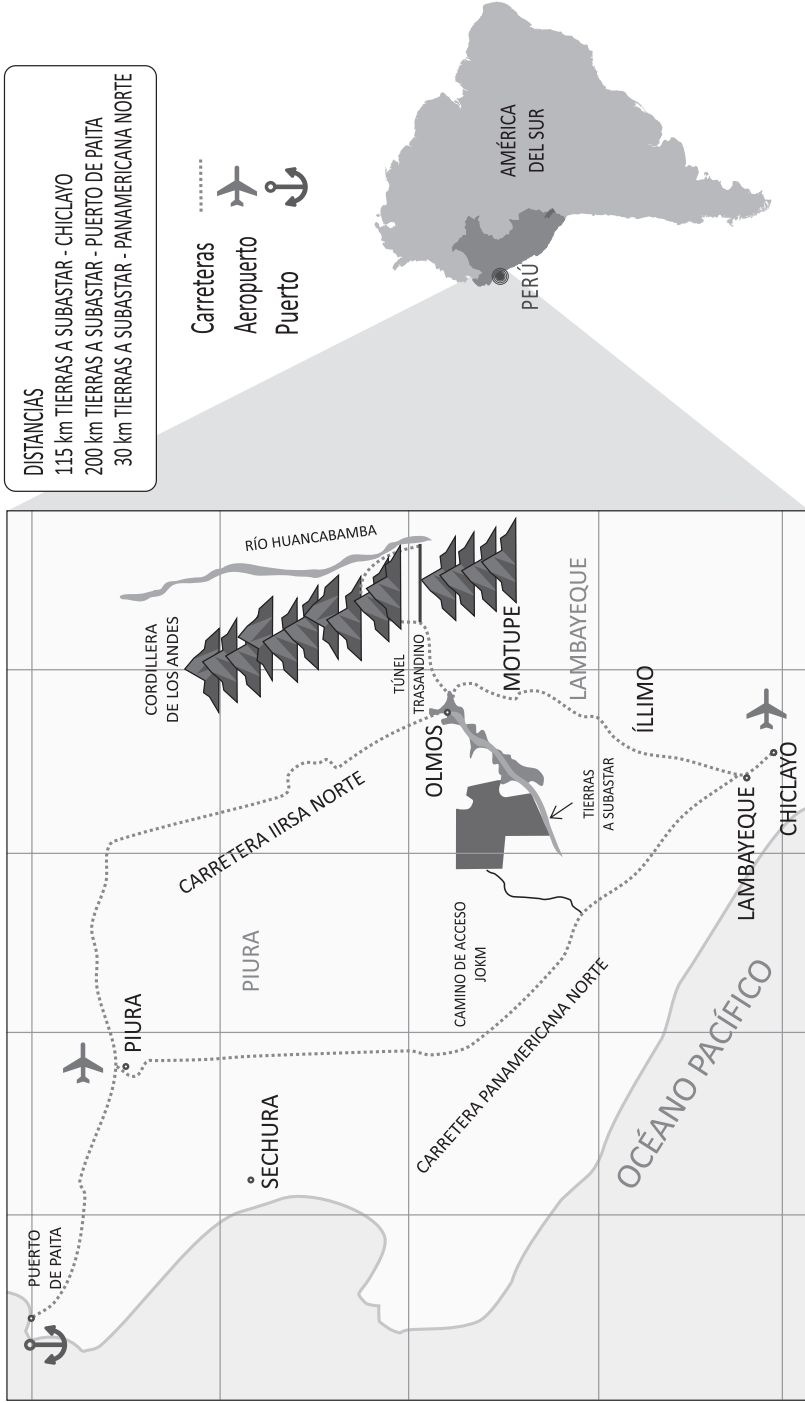 DISTANCIAS
115 km TIERRAS A SUBASTAR - CHICLAYO
200 km TIERRAS A SUBASTAR - PUERTO DE PAITA
30 km TIERRAS A SUBASTAR - PANAMERICANA NORTE
Carreteras
Aeropuerto
Puerto
AMÉRICA
DEL SUR
PERÚ
PUERTO
DE PAITA
PIURA
SECHURA
PIURA
CARRETERA IIRSA NORTE
CORDILLERA
DE LOS ANDES
RÍO HUANCABAMBA
TÚNEL
TRASANDINO
OLMOS
MOTUPE
LAMBAYEQUE
ÍLLIMO
TIERRAS
A SUBASTAR
CAMINO DE ACCESO
JOKM
CARRETERA PANAMERICANA NORTE
OCÉANO PACÍFICO
LAMBAYEQUE
CHICLAYO